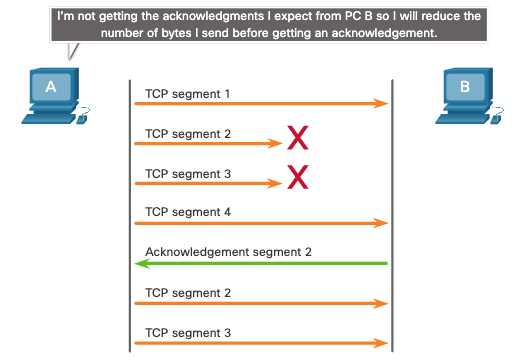 I'm not getting the acknowledgments I expect from PC B so I will reduce the
number of bytes I send before getting an acknowledgement.
A
B
TCP segment 1
TCP segment 2
TCP segment 3
TCP segment 4
Acknowledgement segment 2
TCP segment 2
TCP segment 3